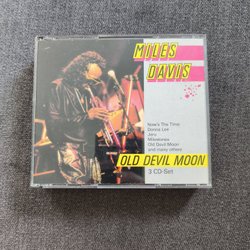 MILES
DAVIS
Now's The Time
Donna Lee
Jeru
Milestones
Old Devil Moon
and many others
OLD DEVIL MOON
3 CD-Set